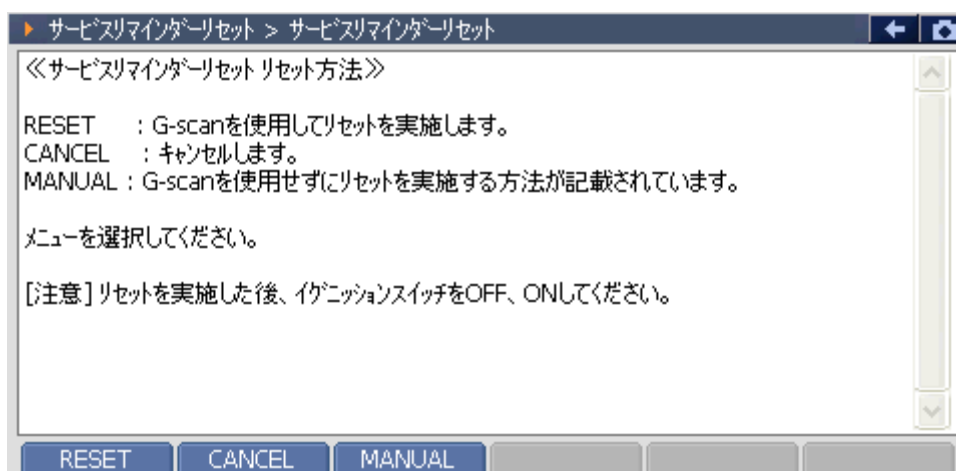 サービスリマインダーリセット > サービスリマインダーリセット
≪サービスリマインダーリセット リセット方法≫
RESET : G-scanを使用してリセットを実施します。
CANCEL : キャンセルします。
MANUAL : G-scanを使用せずにリセットを実施する方法が記載されています。
メニューを選択してください。
[注意] リセットを実施した後、イグニッションスイッチをOFF、ONしてください。
RESET CANCEL MANUAL